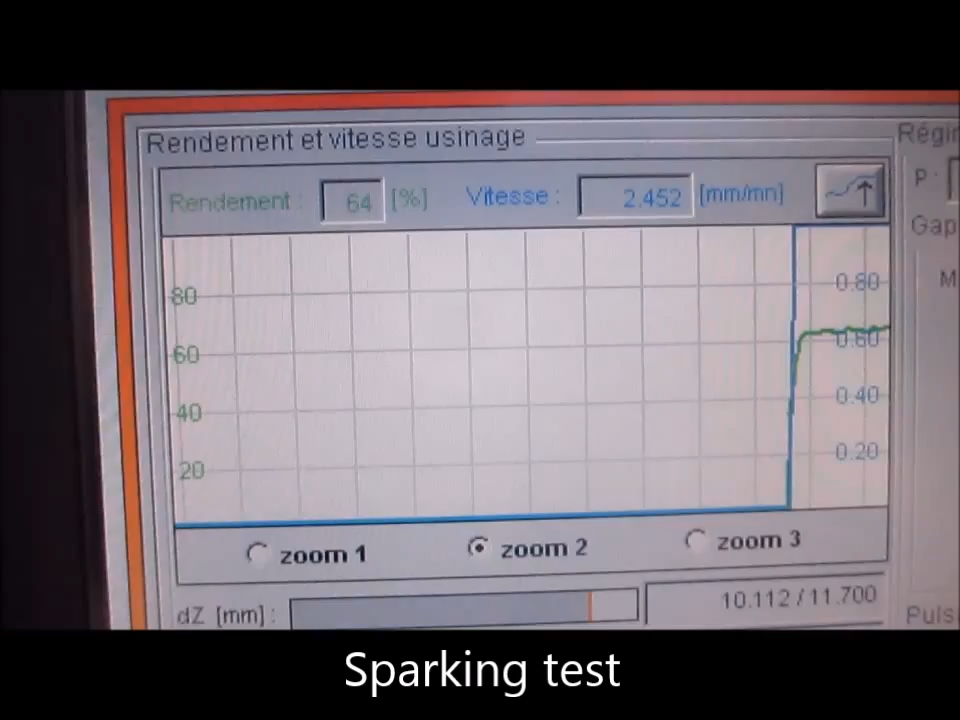 Rendement et vitesse usinage
Régim
Rendement : 64 [%] Vitesse : 2.452 [mm/mn]
P :
Gap
M
80 0.80
60 0.60
40 0.40
20 0.20
zoom 1 zoom 2 zoom 3
dZ [mm] : 10.112 / 11.700
Puls
Sparking test